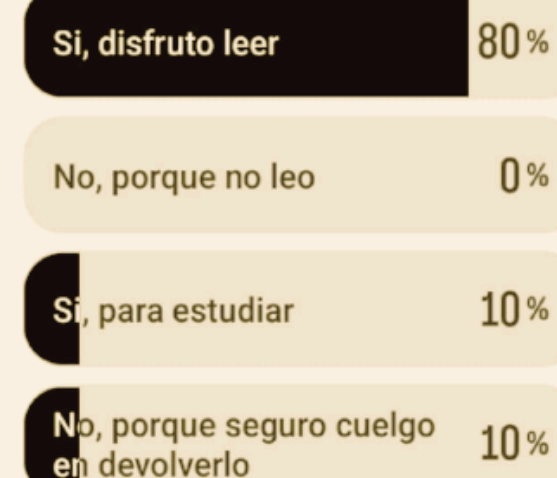 Si, disfruto leer 80%
No, porque no leo 0%
Si, para estudiar 10%
No, porque seguro cuelgo 10%
en devolverlo